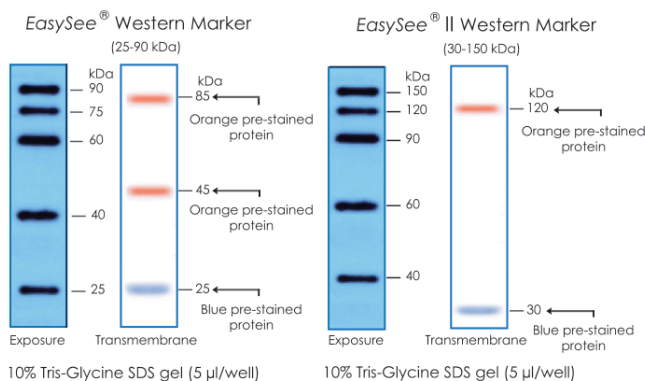 EasySee® Western Marker
(25-90 kDa)
kDa
90
75
60
40
25
Exposure
kDa
85
Orange pre-stained
protein
45
Orange pre-stained
protein
25
Blue pre-stained
protein
Transmembrane
10% Tris-Glycine SDS gel (5 µl/well)
EasySee® II Western Marker
(30-150 kDa)
kDa
150
120
90
60
40
Exposure
kDa
120
Orange pre-stained
protein
30
Blue pre-stained
protein
Transmembrane
10% Tris-Glycine SDS gel (5 µl/well)